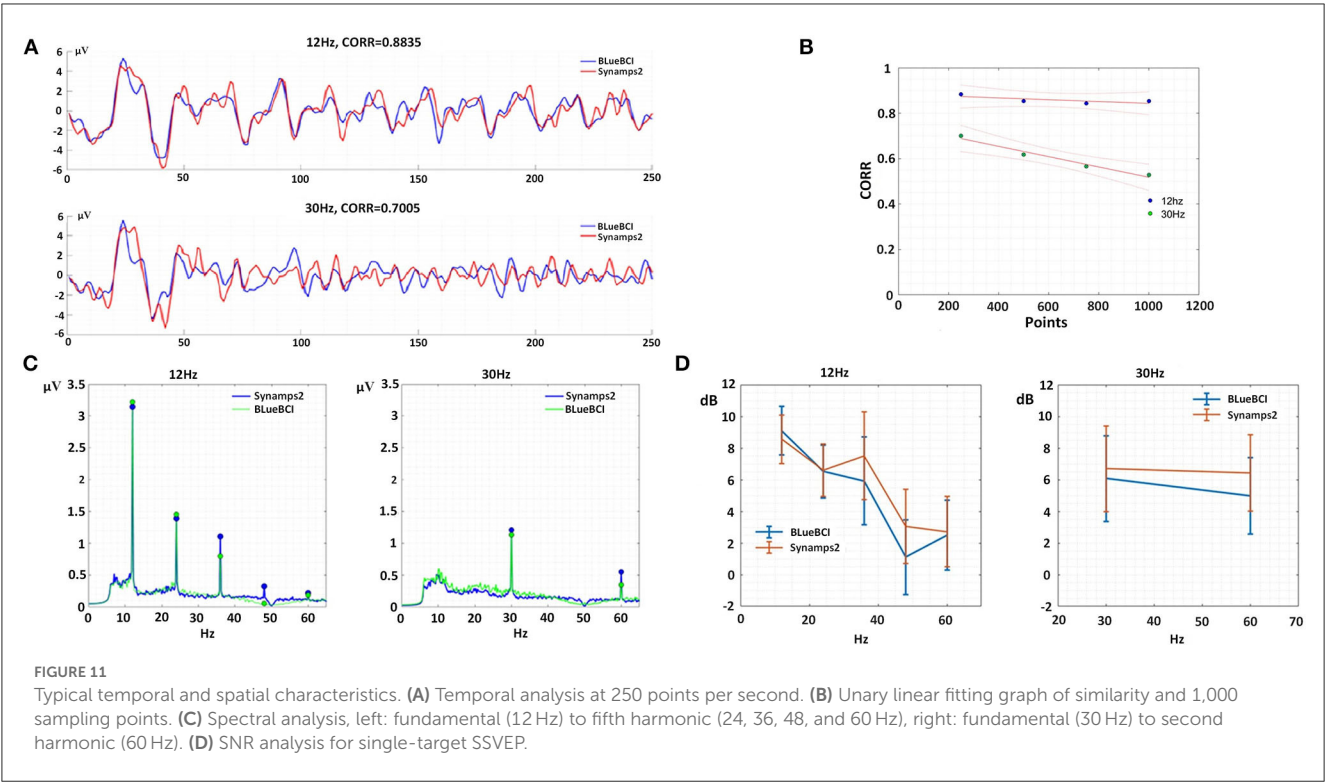 A
12Hz, CORR=0.8835
μV
BLueBCI
Synamps2
6
4
2
0
-2
-4
-6
0 50 100 150 200 250
30Hz, CORR=0.7005
μV
BLueBCI
Synamps2
6
4
2
0
-2
-4
-6
0 50 100 150 200 250
B
1
0.8
0.6
0.4
0.2
0
CORR
12hz
30Hz
0 200 400 600 800 1000 1200
Points
C
12Hz
μV
Synamps2
BLueBCI
3.5
3
2.5
2
1.5
1
0.5
0
0 10 20 30 40 50 60
Hz
30Hz
μV
Synamps2
BLueBCI
3.5
3
2.5
2
1.5
1
0.5
0
0 10 20 30 40 50 60
Hz
D
12Hz
dB
12
10
8
6
4
2
0
-2
BLueBCI
Synamps2
0 20 40 60
Hz
30Hz
dB
BLueBCI
Synamps2
12
10
8
6
4
2
0
-2
20 30 40 50 60 70
Hz
FIGURE 11
Typical temporal and spatial characteristics. (A) Temporal analysis at 250 points per second. (B) Unary linear fitting graph of similarity and 1,000
sampling points. (C) Spectral analysis, left: fundamental (12 Hz) to fifth harmonic (24, 36, 48, and 60 Hz), right: fundamental (30 Hz) to second
harmonic (60 Hz). (D) SNR analysis for single-target SSVEP.